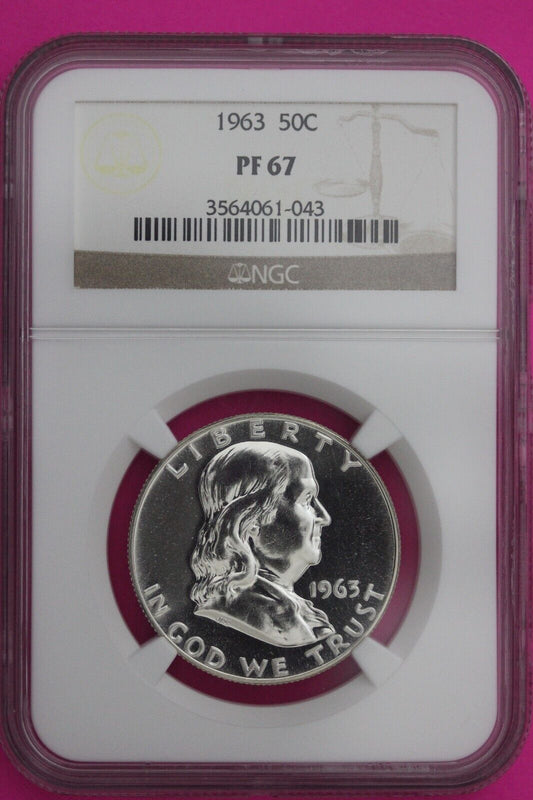 1963 50C
PF 67
3564061-043
NGC
LIBERTY
1963
IN GOD WE TRUST